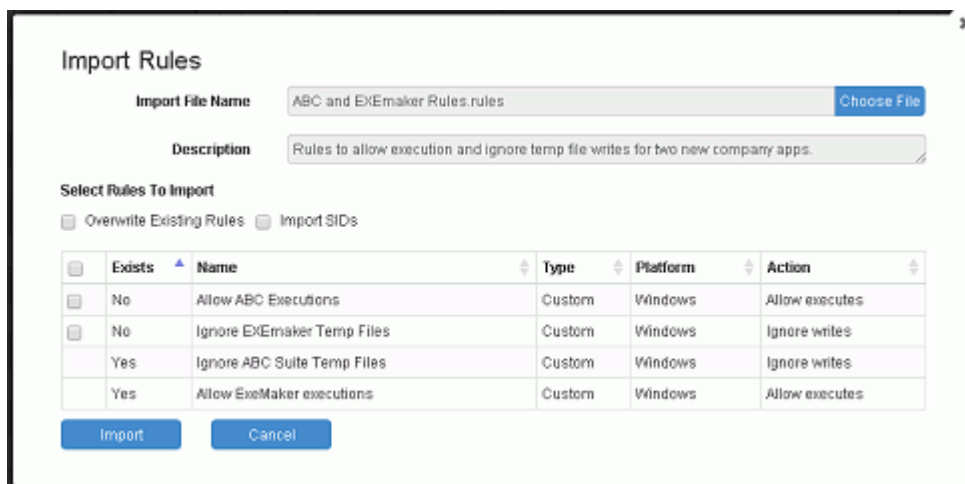 Import Rules
Import File Name ABC and EXEmaker Rules.rules Choose File
Description Rules to allow execution and ignore temp file writes for two new company apps.
Select Rules To Import
Overwrite Existing Rules Import SIDs
Exists Name Type Platform Action
No Allow ABC Executions Custom Windows Allow executes
No Ignore EXEmaker Temp Files Custom Windows Ignore writes
Yes Ignore ABC Suite Temp Files Custom Windows Ignore writes
Yes Allow ExeMaker executions Custom Windows Allow executes
Import Cancel